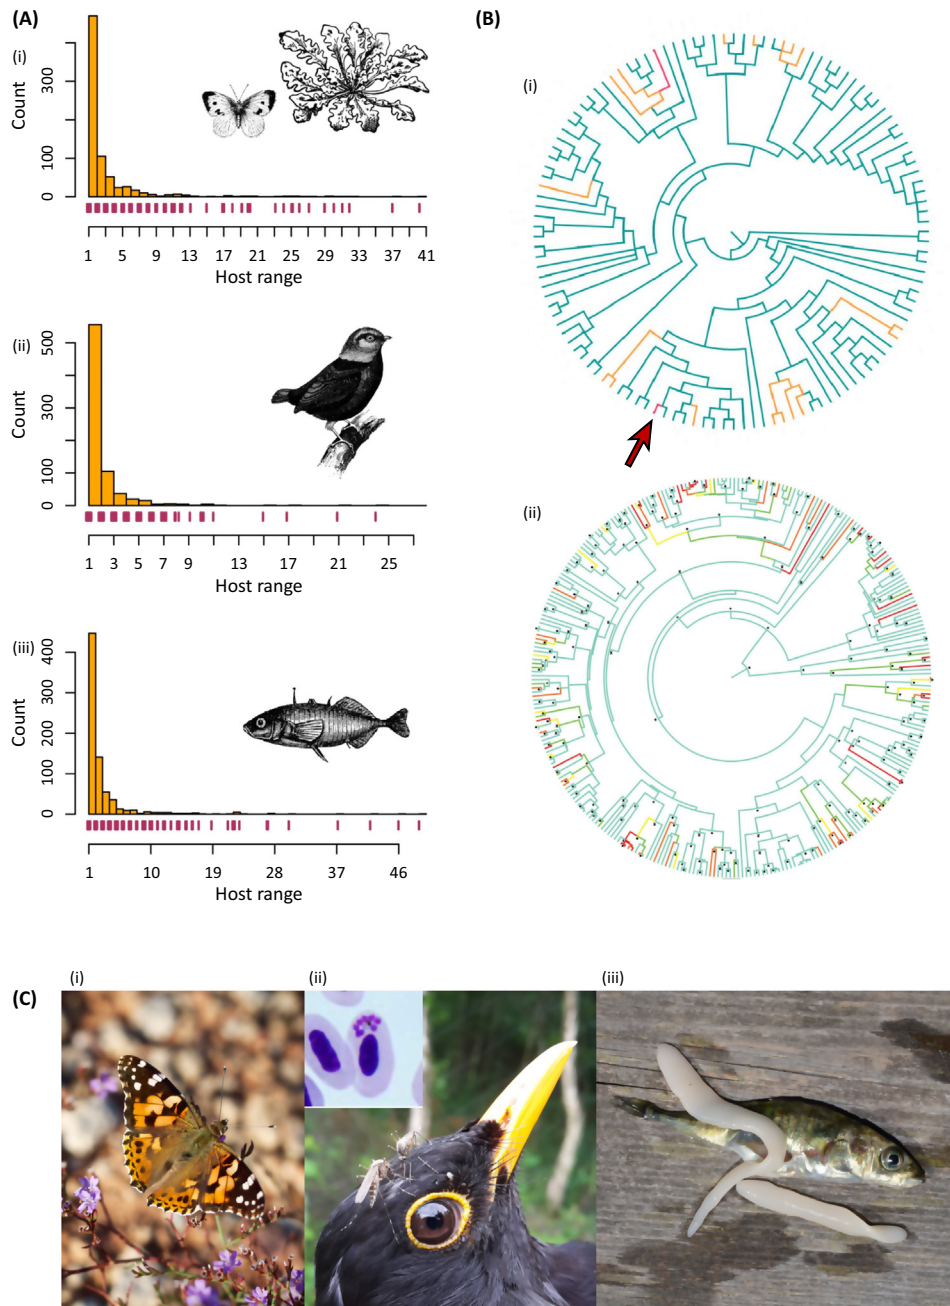 (A)
(i)
Count
300
100
0
1 5 9 13 17 21 25 29 33 37 41
Host range
(ii)
Count
500
300
100
0
1 3 5 7 9 13 17 21 25
Host range
(iii)
Count
400
300
200
100
0
1 10 19 28 37 46
Host range
(B)
(i)
(ii)
(C)
(i)
(ii)
(iii)